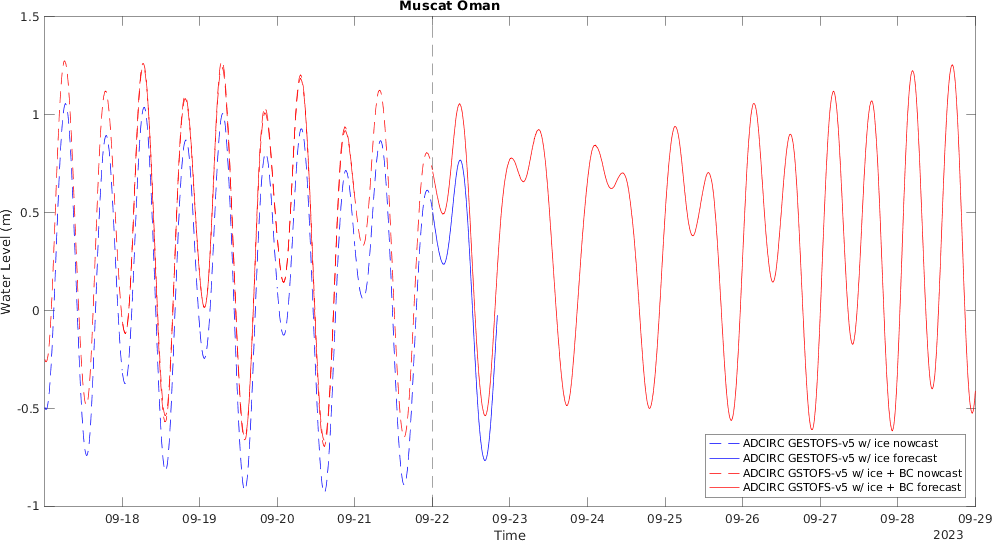 Muscat Oman
1.5
1
0.5
0
-0.5
-1
Water Level (m)
ADCIRC GESTOFS-v5 w/ ice nowcast
ADCIRC GESTOFS-v5 w/ ice forecast
ADCIRC GSTOFS-v5 w/ ice + BC nowcast
ADCIRC GSTOFS-v5 w/ ice + BC forecast
09-18 09-19 09-20 09-21 09-22 09-23 09-24 09-25 09-26 09-27 09-28 09-29
Time
2023